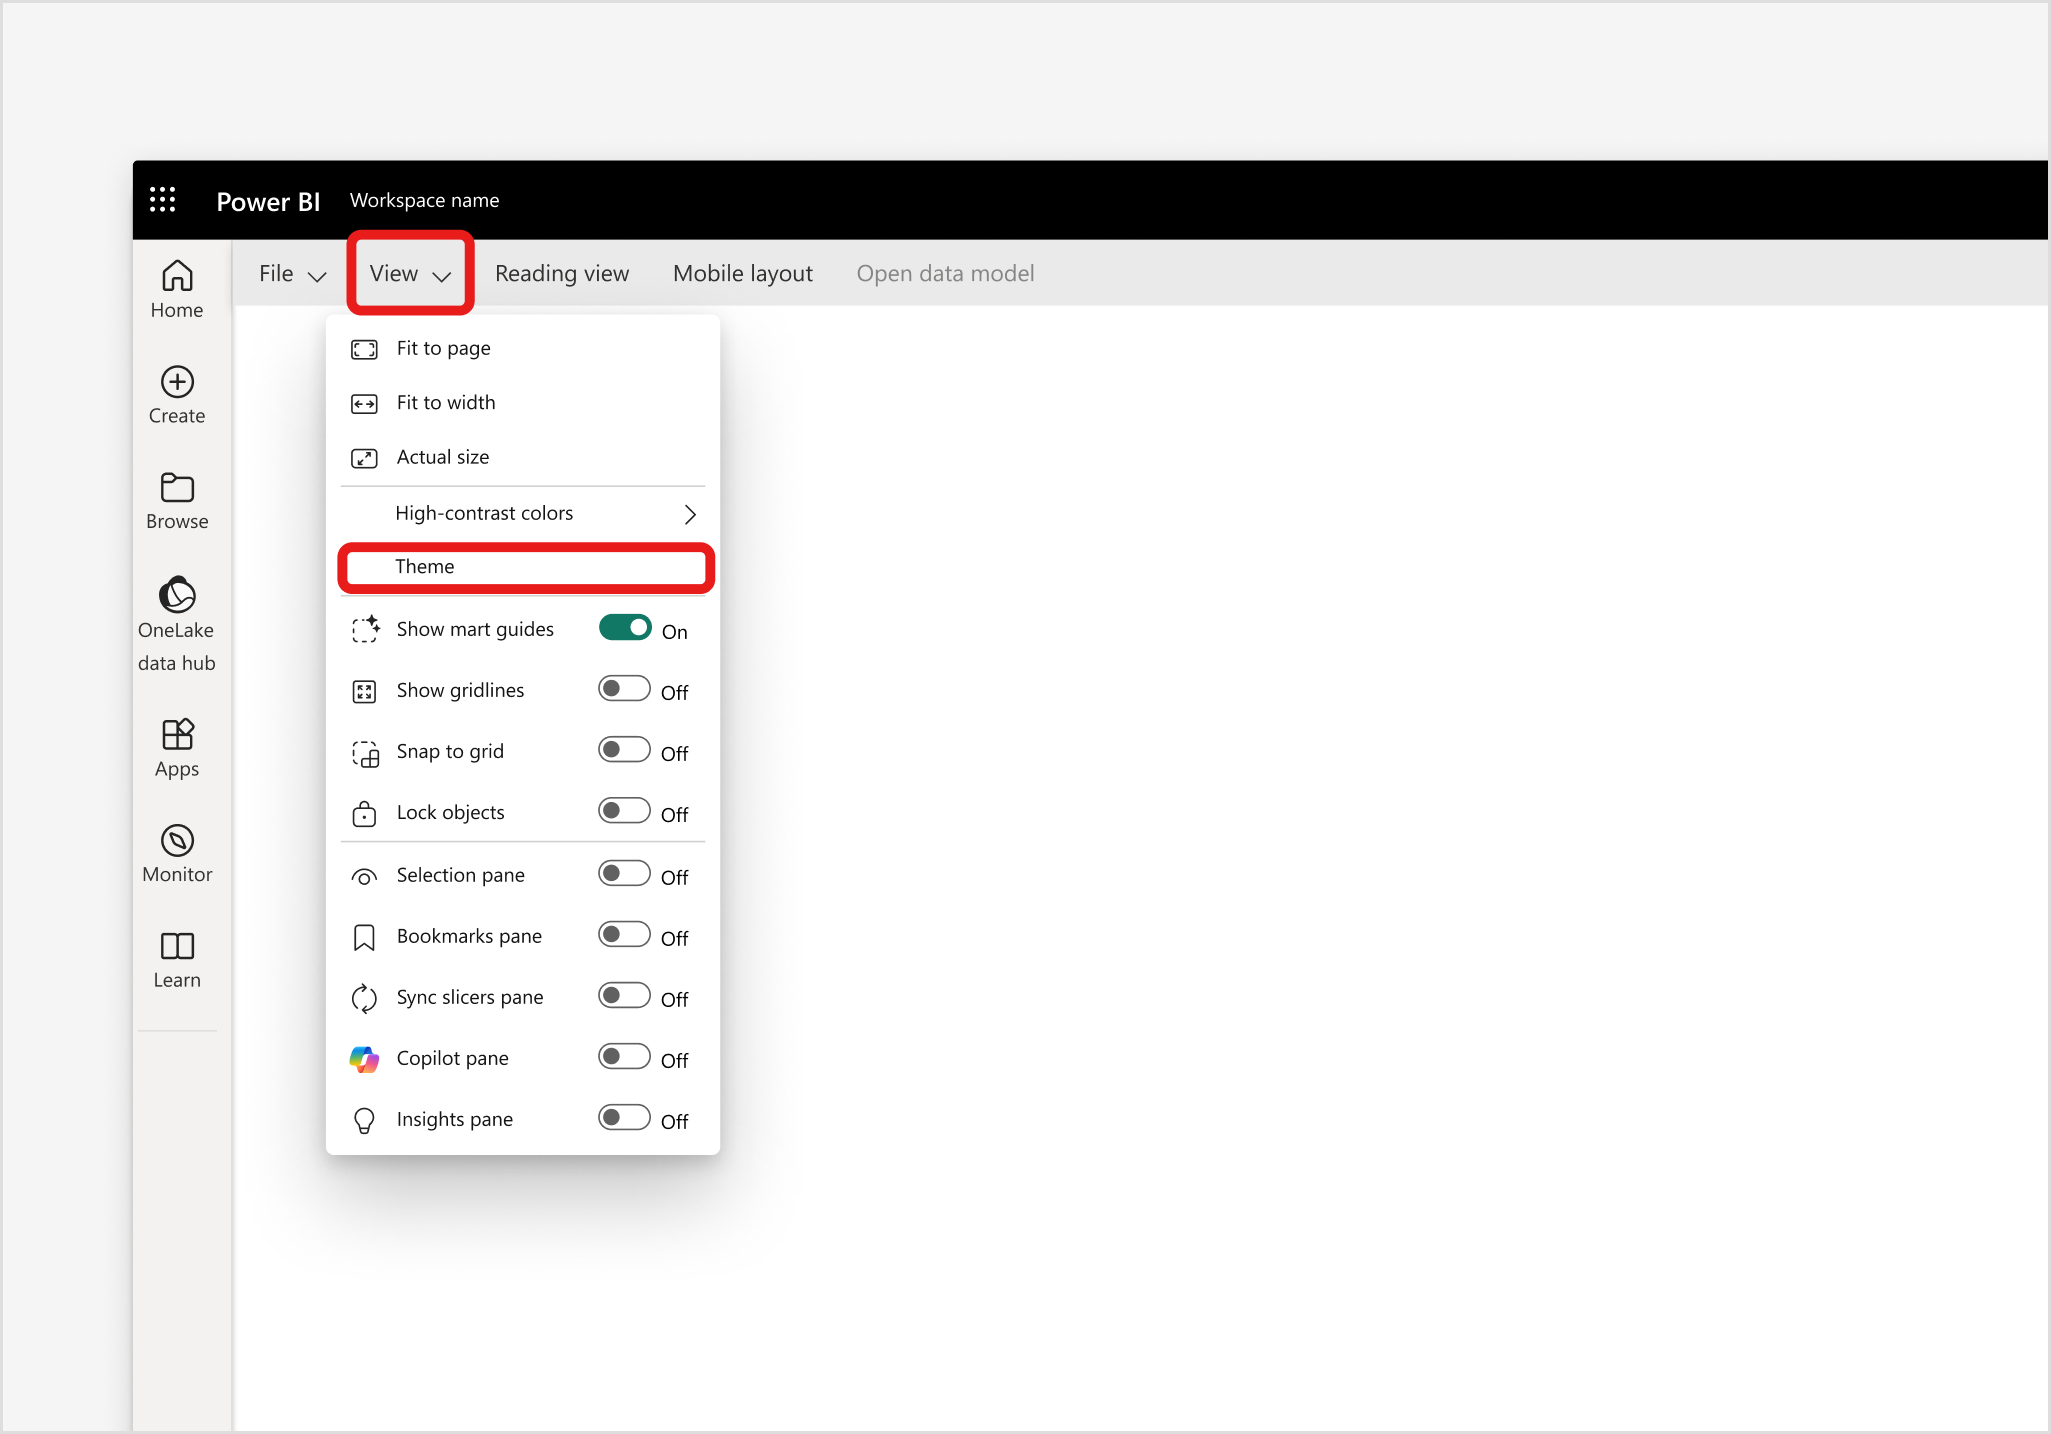 Power BI
Workspace name
File
View
Reading view
Mobile layout
Open data model
Home
Create
Browse
OneLake
data hub
Apps
Monitor
Learn
Fit to page
Fit to width
Actual size
High-contrast colors
Theme
Show mart guides On
Show gridlines Off
Snap to grid Off
Lock objects Off
Selection pane Off
Bookmarks pane Off
Sync slicers pane Off
Copilot pane Off
Insights pane Off